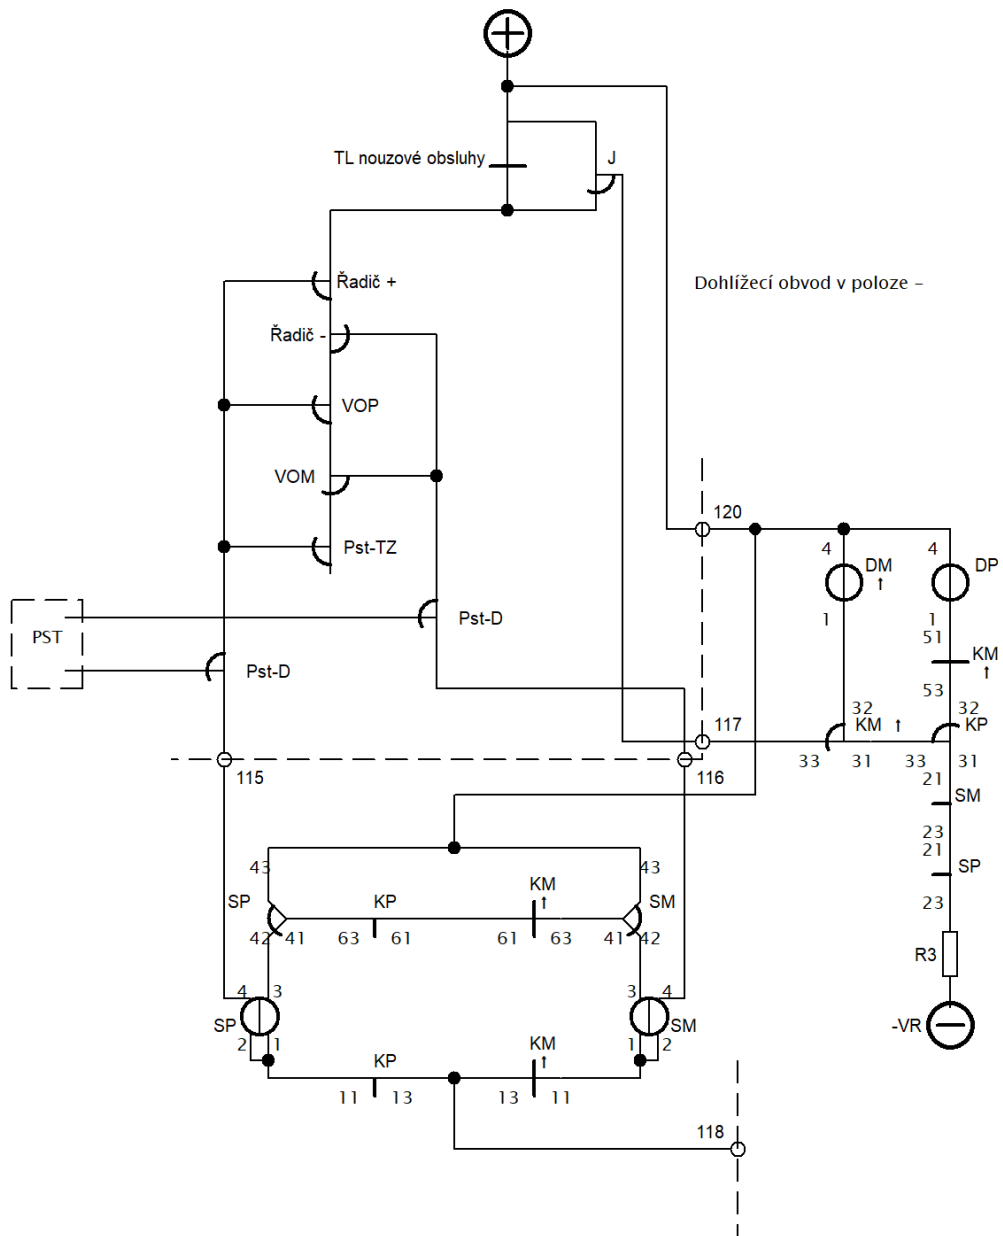 TL nouzové obsluhy
J
Řadič +
Dohlížecí obvod v poloze –
Řadič -
VOP
VOM
120
Pst-TZ
4
DM
↑
4
DP
1
1
PST
Pst-D
51
KM
↑
Pst-D
53
117
32
KM ↑
32
KP
33
31
33
31
115
116
21
SM
23
21
SP
23
43
43
SP
KP
KM
↑
SM
42
41
63
61
61
63
41
42
R3
4
3
3
4
SP
SM
-VR
2
1
1
2
KP
KM
↑
11
13
13
11
118